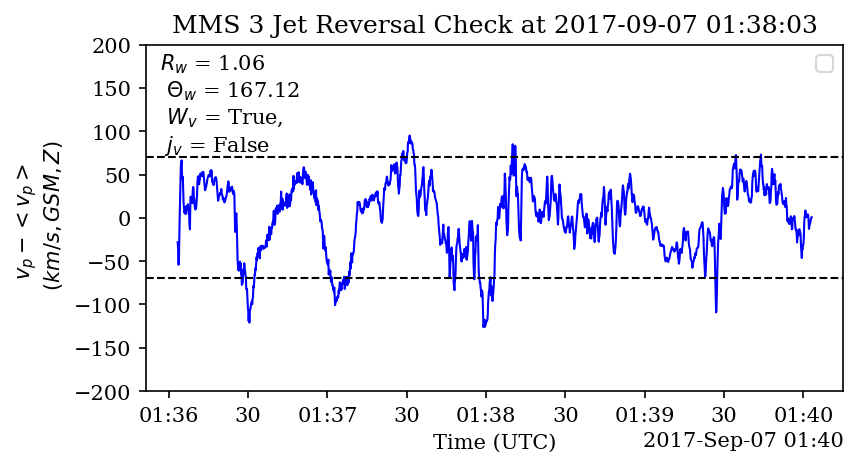 MMS 3 Jet Reversal Check at 2017-09-07 01:38:03
R_w = 1.06
Θ_w = 167.12
W_v = True,
j_v = False
v_p − < v_p >
(km/s, GSM, Z)
200
150
100
50
0
−50
−100
−150
−200
01:36 30 01:37 30 01:38 30 01:39 30 01:40
Time (UTC)
2017-Sep-07 01:40